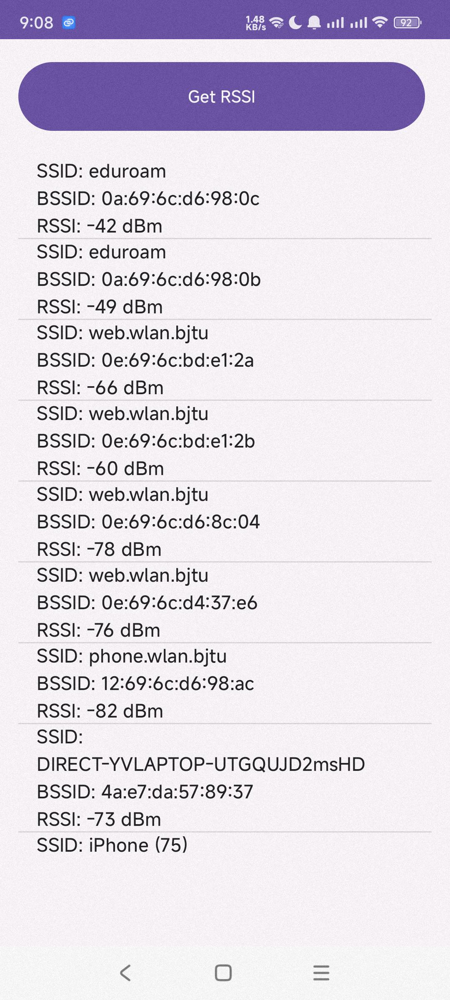 9:08
1.48
KB/s
92
Get RSSI
SSID: eduroam
BSSID: 0a:69:6c:d6:98:0c
RSSI: -42 dBm
SSID: eduroam
BSSID: 0a:69:6c:d6:98:0b
RSSI: -49 dBm
SSID: web.wlan.bjtu
BSSID: 0e:69:6c:bd:e1:2a
RSSI: -66 dBm
SSID: web.wlan.bjtu
BSSID: 0e:69:6c:bd:e1:2b
RSSI: -60 dBm
SSID: web.wlan.bjtu
BSSID: 0e:69:6c:d6:8c:04
RSSI: -78 dBm
SSID: web.wlan.bjtu
BSSID: 0e:69:6c:d4:37:e6
RSSI: -76 dBm
SSID: phone.wlan.bjtu
BSSID: 12:69:6c:d6:98:ac
RSSI: -82 dBm
SSID:
DIRECT-YVLAPTOP-UTGQUJD2msHD
BSSID: 4a:e7:da:57:89:37
RSSI: -73 dBm
SSID: iPhone (75)